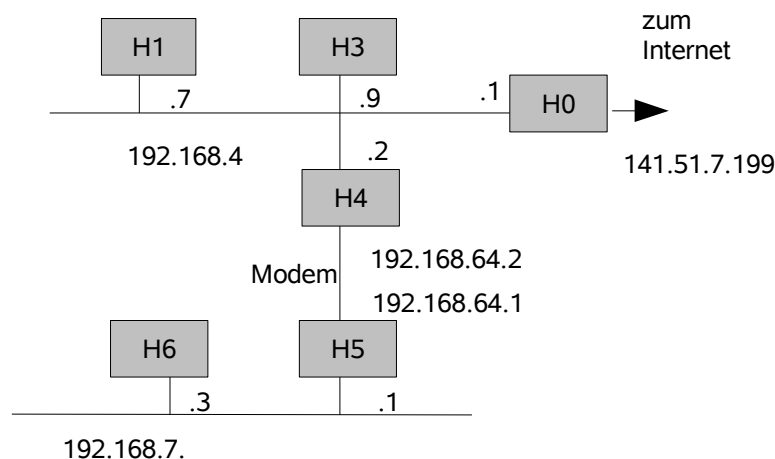 zum
Internet
H1
H3
H0
.7
.9
.1
192.168.4
.2
141.51.7.199
H4
Modem
192.168.64.2
192.168.64.1
H6
H5
.3
.1
192.168.7.